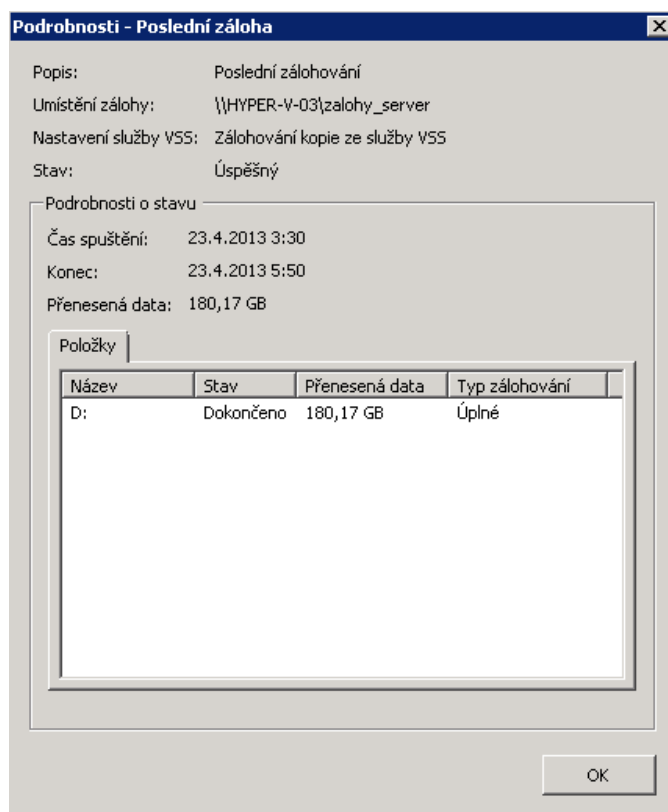 Podrobnosti - Poslední záloha
Popis: Poslední zálohování
Umístění zálohy: \\HYPER-V-03\zalohy_server
Nastavení služby VSS: Zálohování kopie ze služby VSS
Stav: Úspěšný
Podrobnosti o stavu
Čas spuštění: 23.4.2013 3:30
Konec: 23.4.2013 5:50
Přenesená data: 180,17 GB
Položky
Název Stav Přenesená data Typ zálohování
D: Dokončeno 180,17 GB Úplné
OK